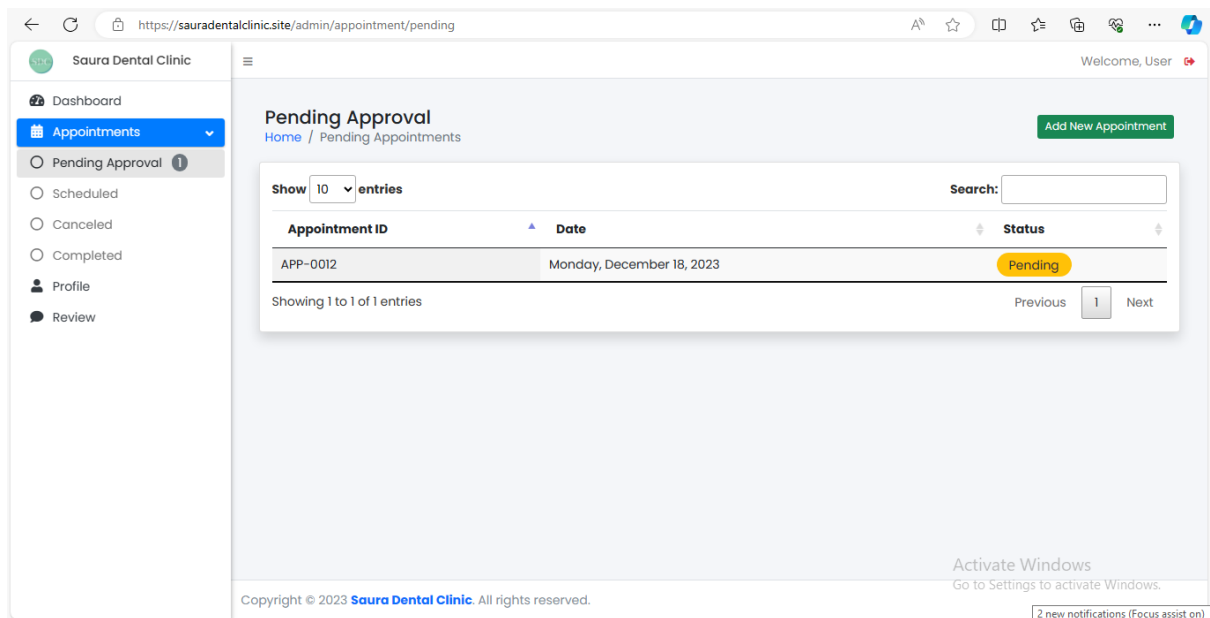 https://sauradentalclinic.site/admin/appointment/pending
Saura Dental Clinic
Welcome, User
Dashboard
Appointments
Pending Approval 1
Scheduled
Canceled
Completed
Profile
Review
Pending Approval
Home / Pending Appointments
Add New Appointment
Show 10 entries
Search:
Appointment ID Date Status
APP-0012 Monday, December 18, 2023 Pending
Showing 1 to 1 of 1 entries
Previous 1 Next
Activate Windows
Go to Settings to activate Windows.
Copyright © 2023 Saura Dental Clinic. All rights reserved.
2 new notifications (Focus assist on)